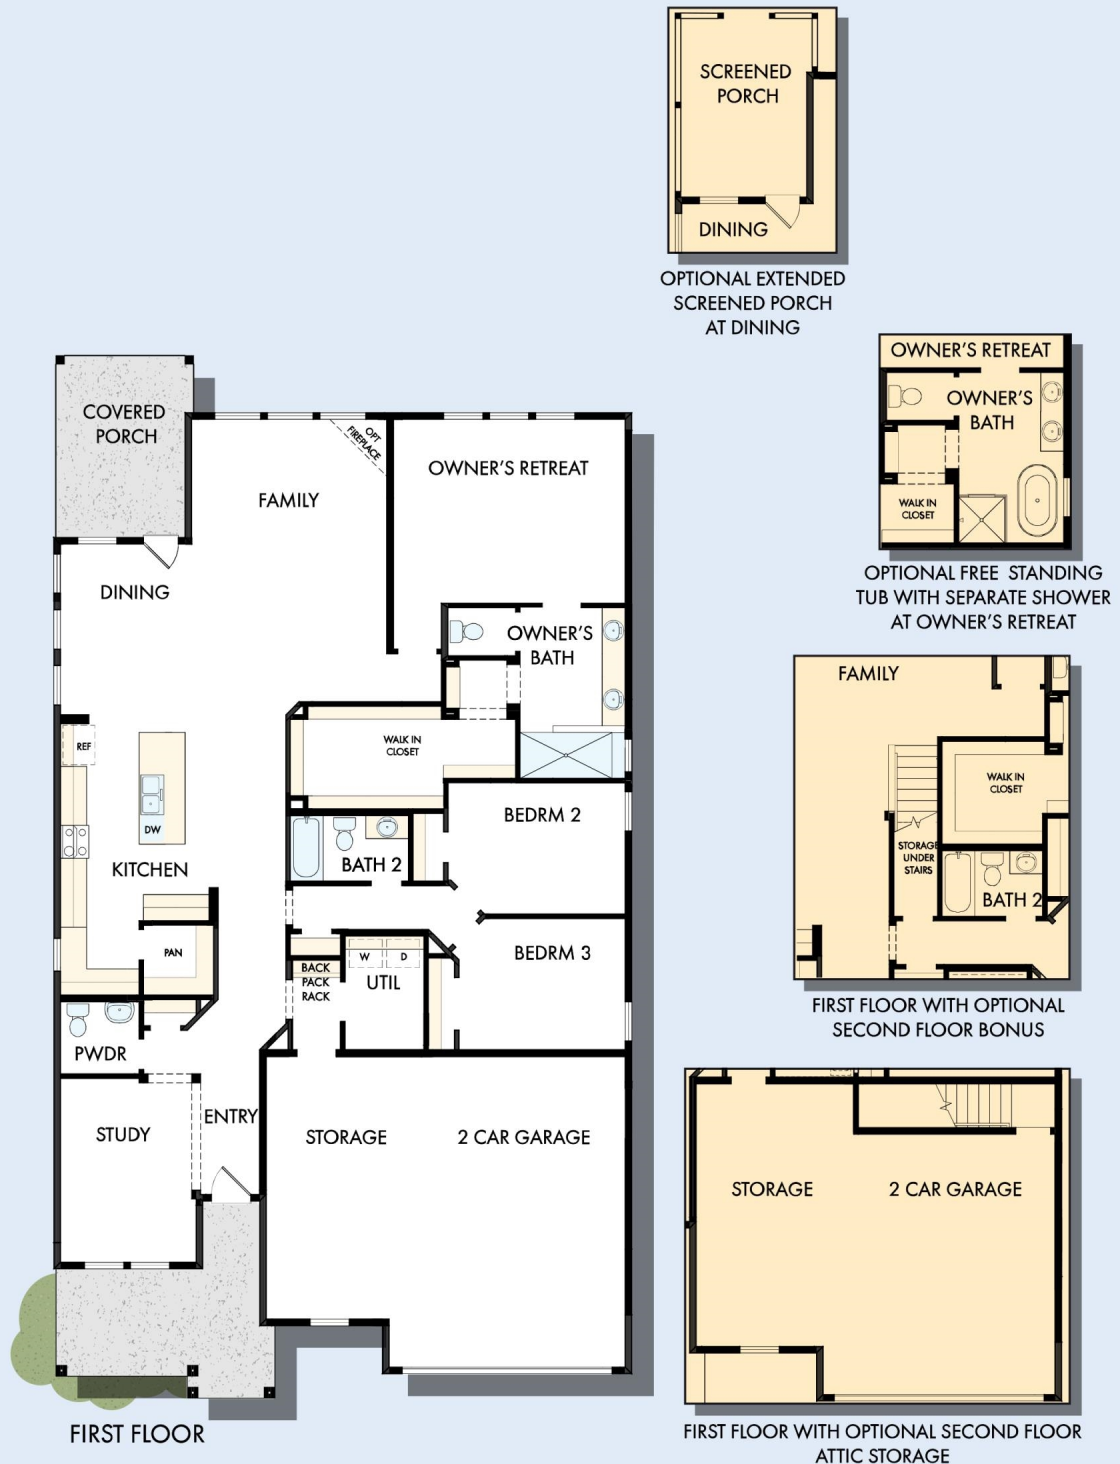 SCREENED
PORCH
DINING
OPTIONAL EXTENDED
SCREENED PORCH
AT DINING
OWNER'S RETREAT
OWNER'S
BATH
WALK IN
CLOSET
OPTIONAL FREE STANDING
TUB WITH SEPARATE SHOWER
AT OWNER'S RETREAT
COVERED
PORCH
OPT
FIREPLACE
OWNER'S RETREAT
FAMILY
DINING
OWNER'S
BATH
REF
WALK IN
CLOSET
DW
BEDRM 2
KITCHEN
BATH 2
PAN
BACK
PACK
RACK
W
D
UTIL
BEDRM 3
PWDR
STUDY
ENTRY
STORAGE
2 CAR GARAGE
FIRST FLOOR
FAMILY
WALK IN
CLOSET
STORAGE
UNDER
STAIRS
BATH 2
FIRST FLOOR WITH OPTIONAL
SECOND FLOOR BONUS
STORAGE
2 CAR GARAGE
FIRST FLOOR WITH OPTIONAL SECOND FLOOR
ATTIC STORAGE